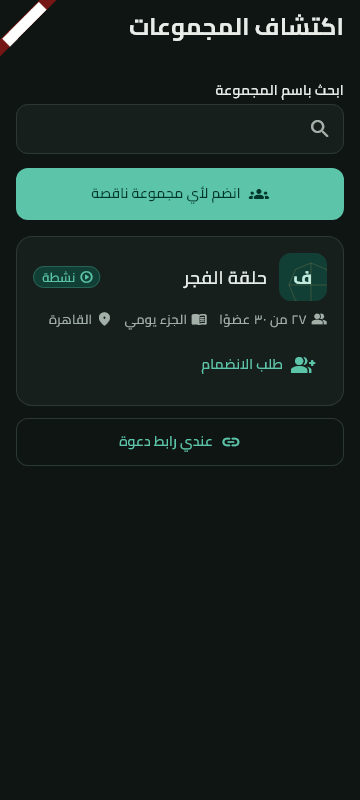 اكتشاف المجموعات
ابحث باسم المجموعة
انضم لأي مجموعة ناقصة
ف
حلقة الفجر
نشطة
٢٧ من ٣٠ عضوًا
الجزء يومي
القاهرة
طلب الانضمام
عندي رابط دعوة